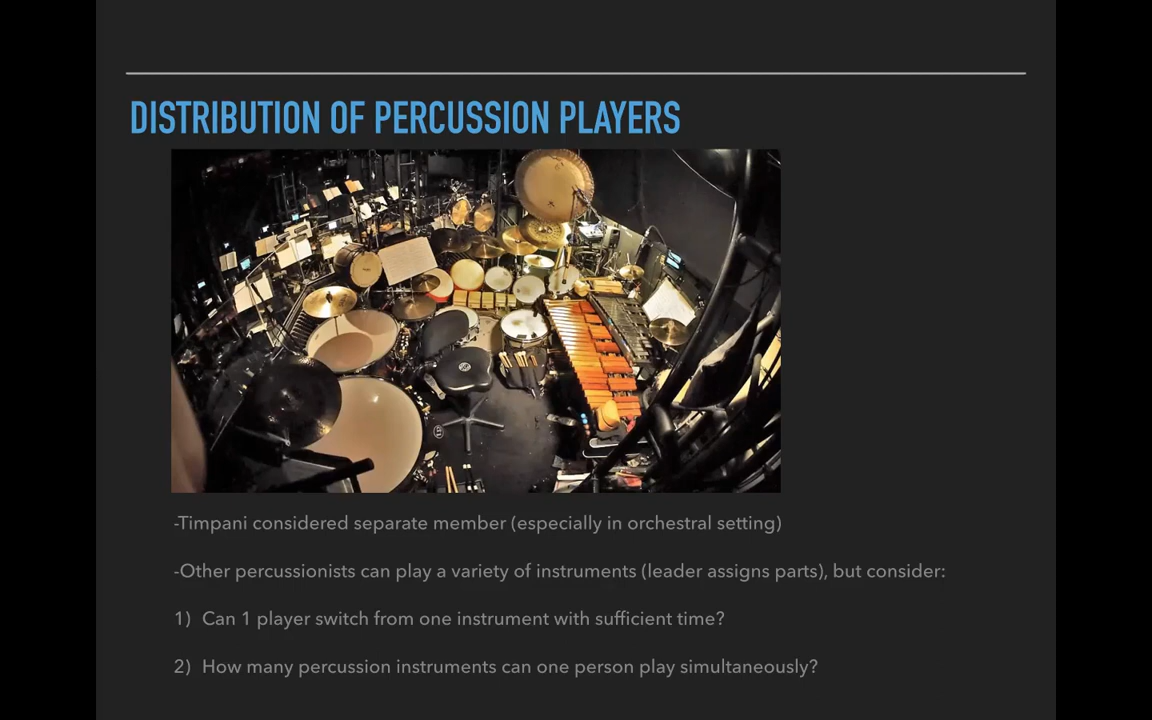 DISTRIBUTION OF PERCUSSION PLAYERS
-Timpani considered separate member (especially in orchestral setting)
-Other percussionists can play a variety of instruments (leader assigns parts), but consider:
1) Can 1 player switch from one instrument with sufficient time?
2) How many percussion instruments can one person play simultaneously?